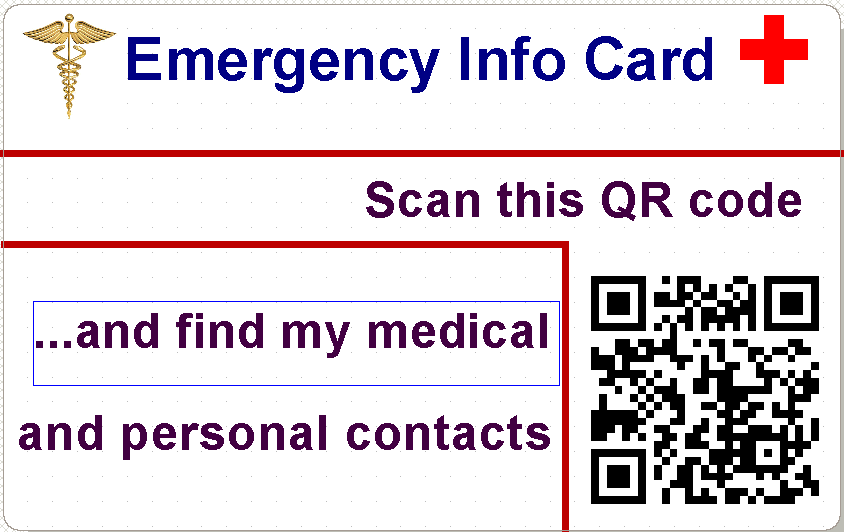 Emergency Info Card
Scan this QR code
...and find my medical
and personal contacts